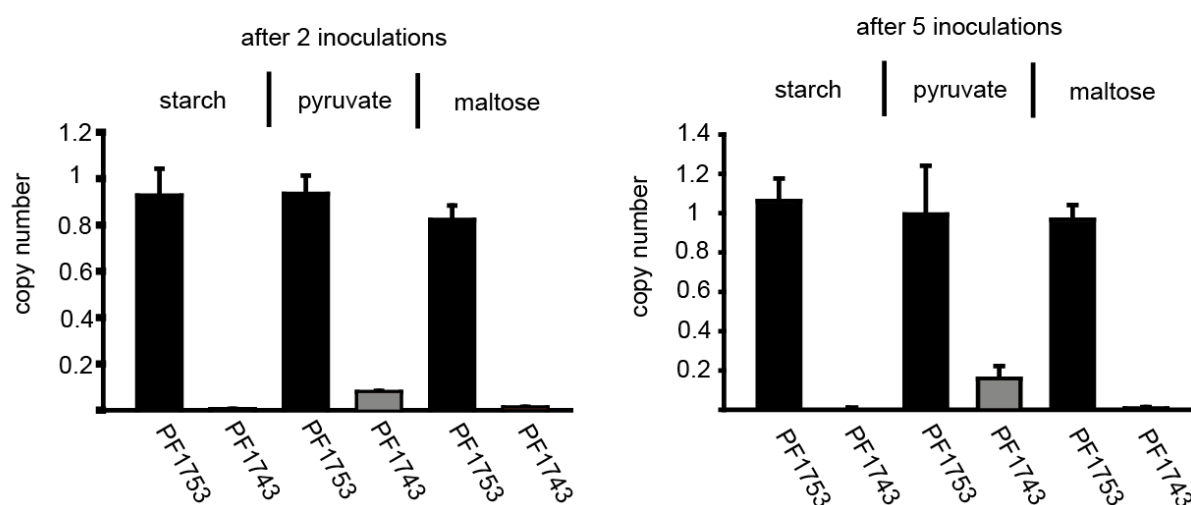 after 2 inoculations
starch
pyruvate
maltose
copy number
1.2
1
0.8
0.6
0.4
0.2
PF1753
PF1743
PF1753
PF1743
PF1753
PF1743
after 5 inoculations
starch
pyruvate
maltose
copy number
1.4
1.2
1
0.8
0.6
0.4
0.2
PF1753
PF1743
PF1753
PF1743
PF1753
PF1743